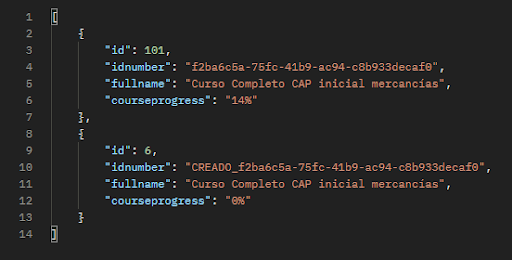 1 [
2 {
3 "id": 101,
4 "idnumber": "f2ba6c5a-75fc-41b9-ac94-c8b933decaf0",
5 "fullname": "Curso Completo CAP inicial mercancías",
6 "courseprogress": "14%"
7 },
8 {
9 "id": 6,
10 "idnumber": "CREADO_f2ba6c5a-75fc-41b9-ac94-c8b933decaf0",
11 "fullname": "Curso Completo CAP inicial mercancías",
12 "courseprogress": "0%"
13 }
14 ]